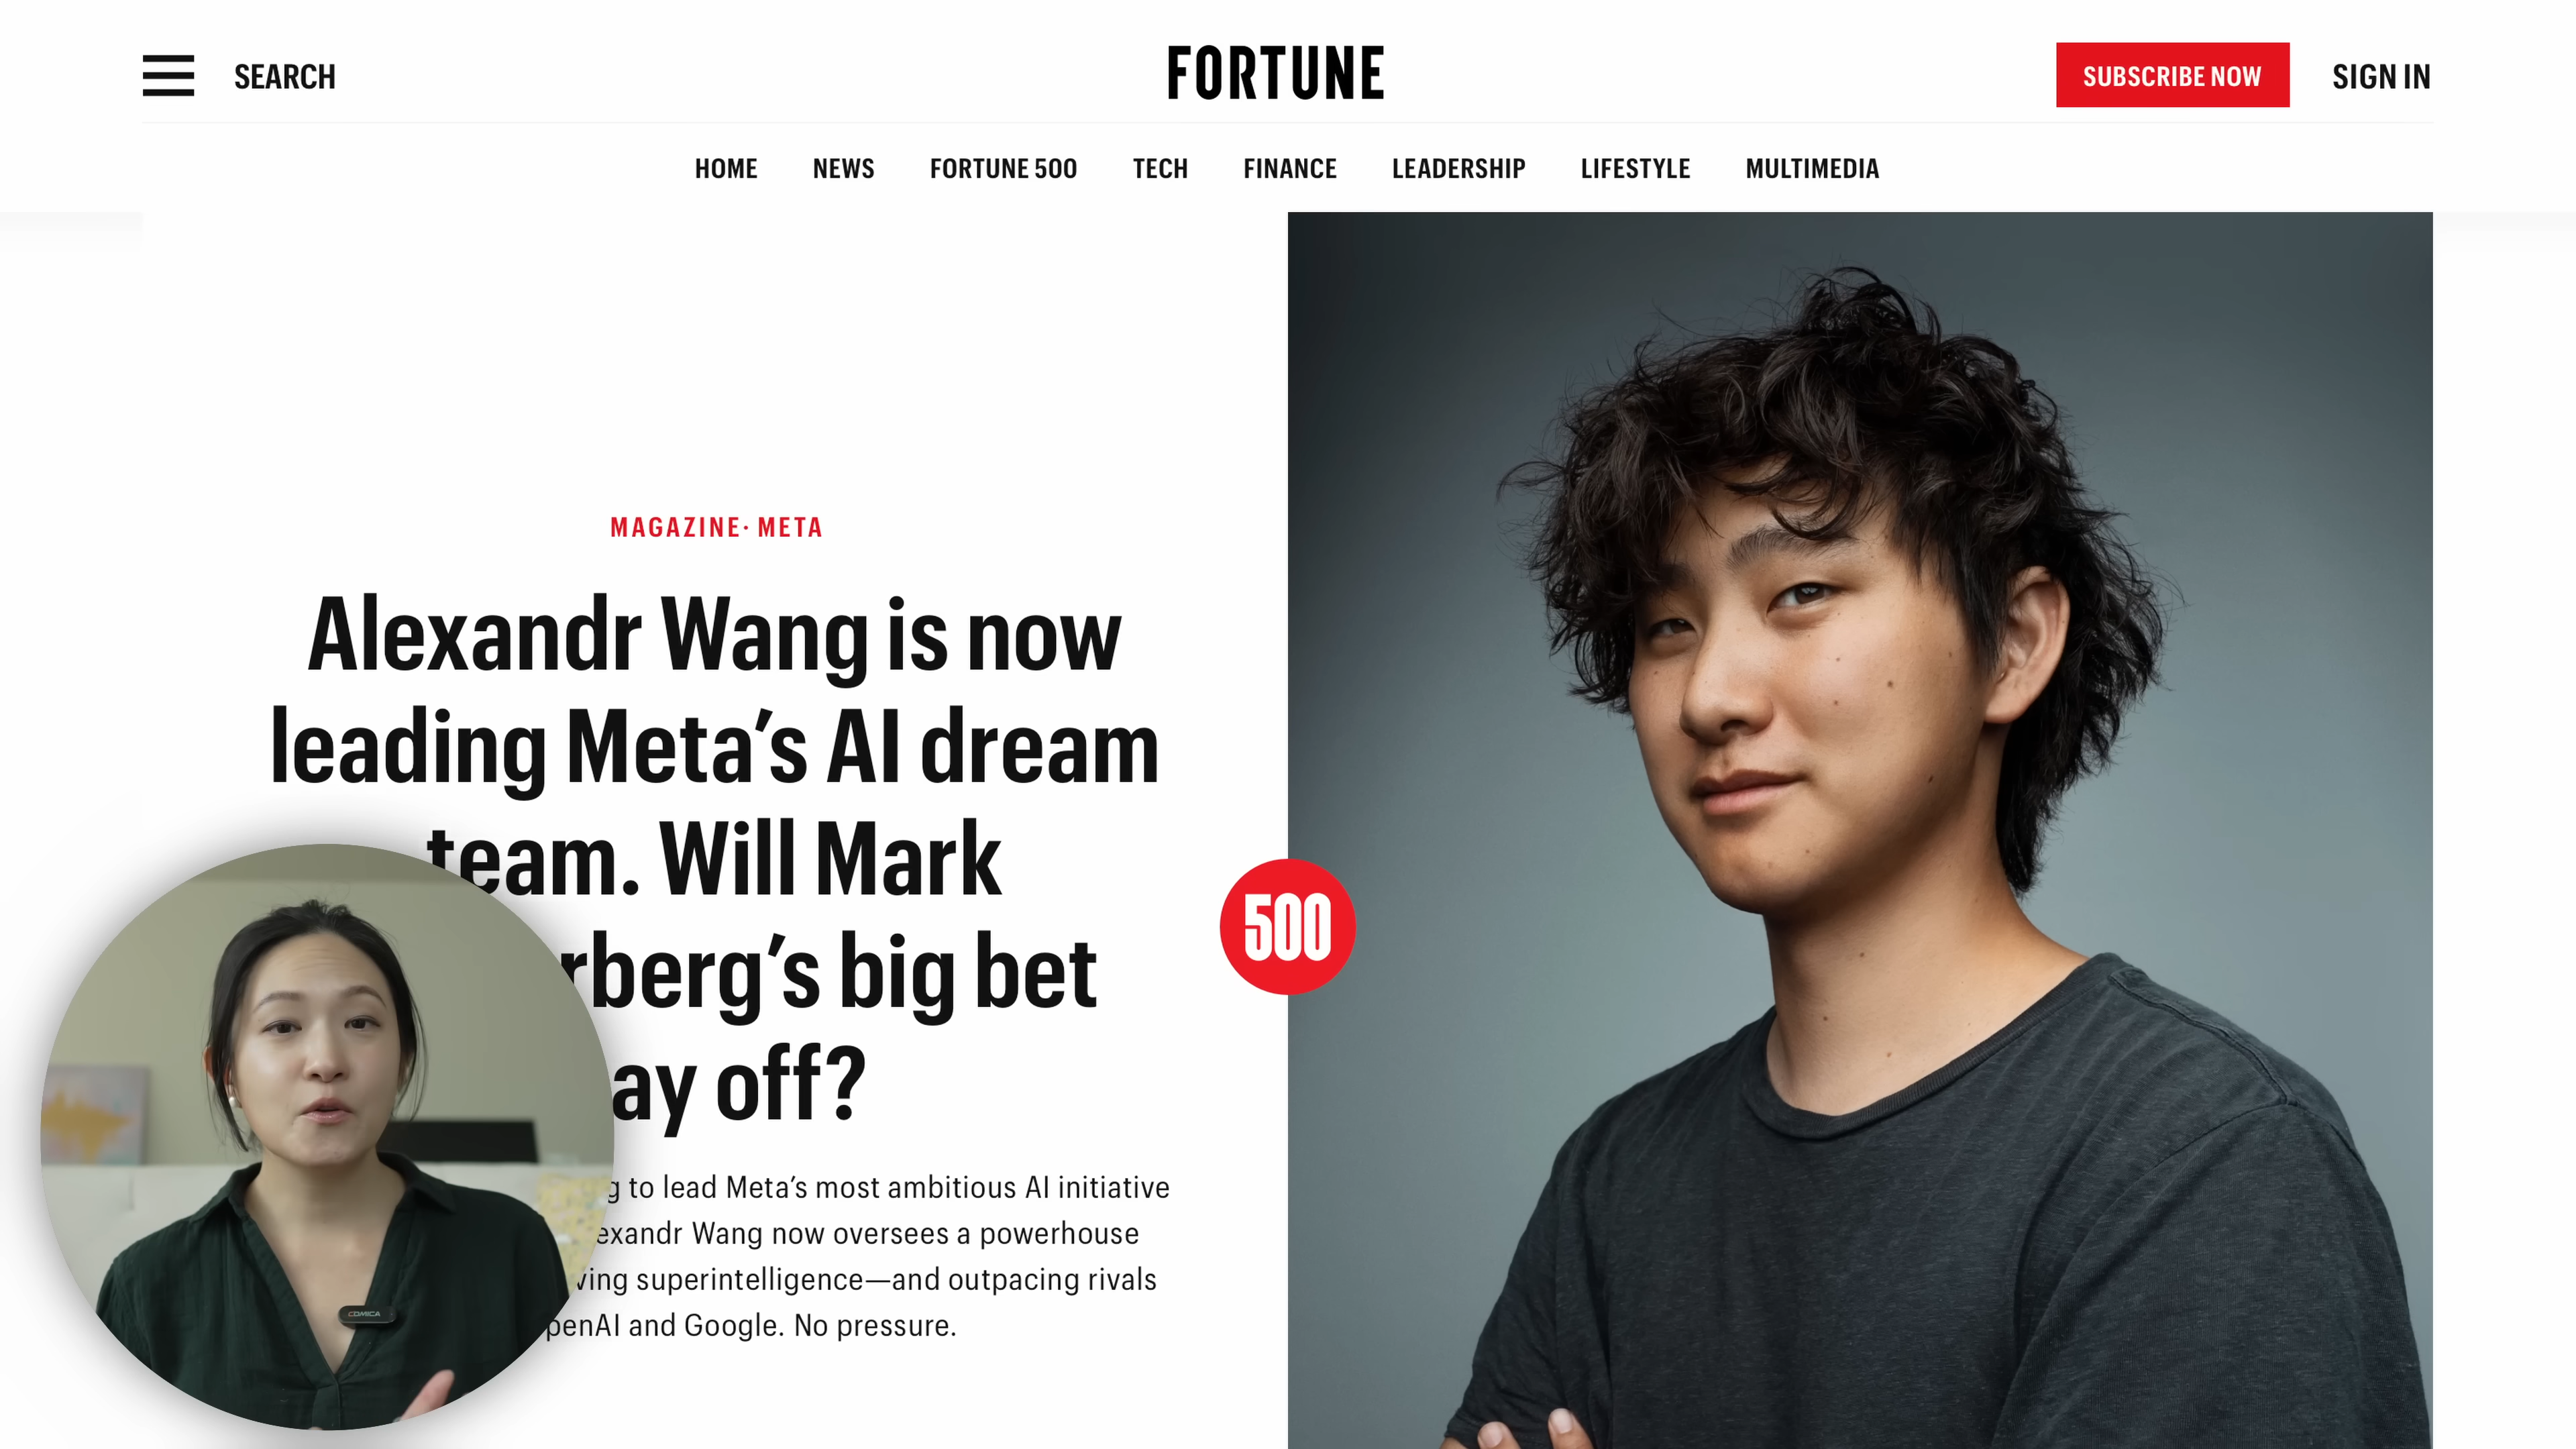 SEARCH
FORTUNE
SUBSCRIBE NOW
SIGN IN
HOME NEWS FORTUNE 500 TECH FINANCE LEADERSHIP LIFESTYLE MULTIMEDIA
MAGAZINE· META
Alexandr Wang is now
leading Meta’s AI dream
team. Will Mark
rberg’s big bet
ay off?
g to lead Meta’s most ambitious AI initiative
exandr Wang now oversees a powerhouse
ving superintelligence—and outpacing rivals
penAI and Google. No pressure.
500
COMICA